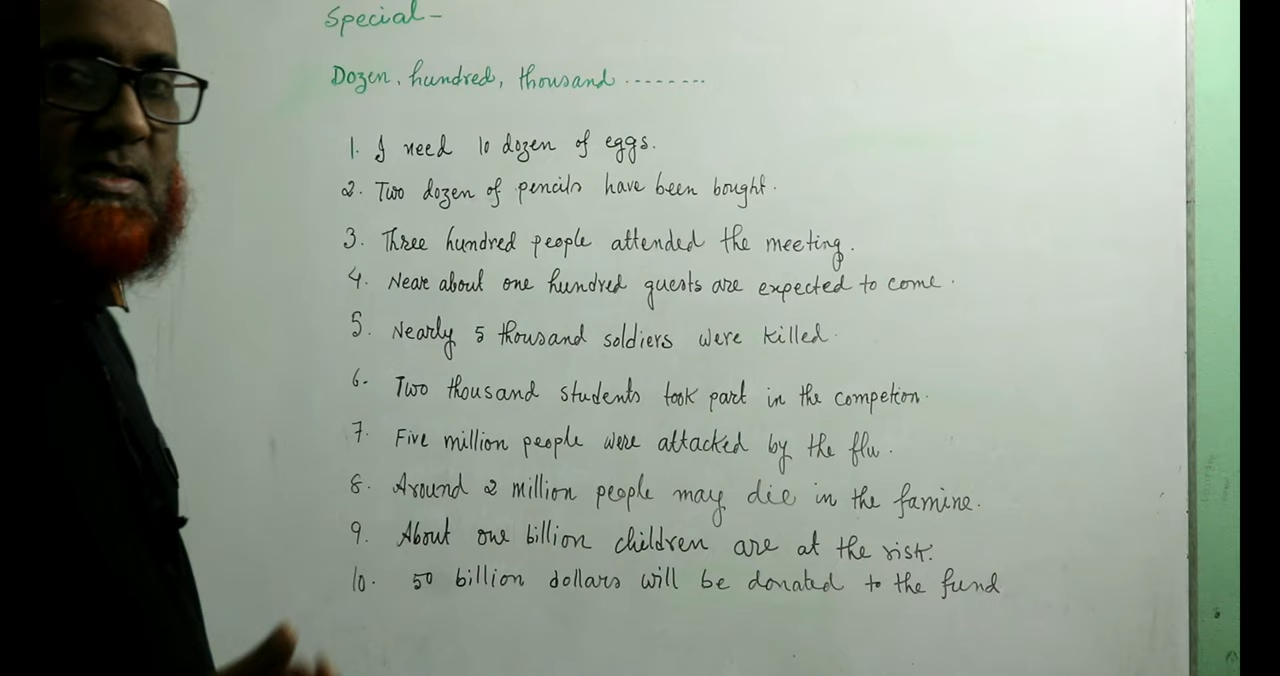 Special -
Dozen, hundred, thousand --------
1. I need 10 dozen of eggs.
2. Two dozen of pencils have been bought.
3. Three hundred people attended the meeting.
4. Near about one hundred guests are expected to come.
5. Nearly 5 thousand soldiers were killed.
6. Two thousand students took part in the competion.
7. Five million people were attacked by the flu.
8. Around 2 million people may die in the famine.
9. About one billion children are at the risk.
10. 50 billion dollars will be donated to the fund